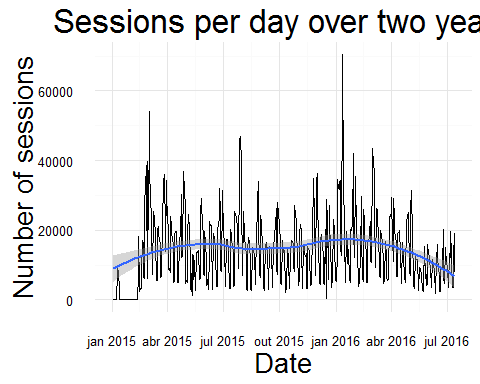 Sessions per day over two yea
Number of sessions
60000
40000
20000
0
jan 2015 abr 2015 jul 2015 out 2015 jan 2016 abr 2016 jul 2016
Date